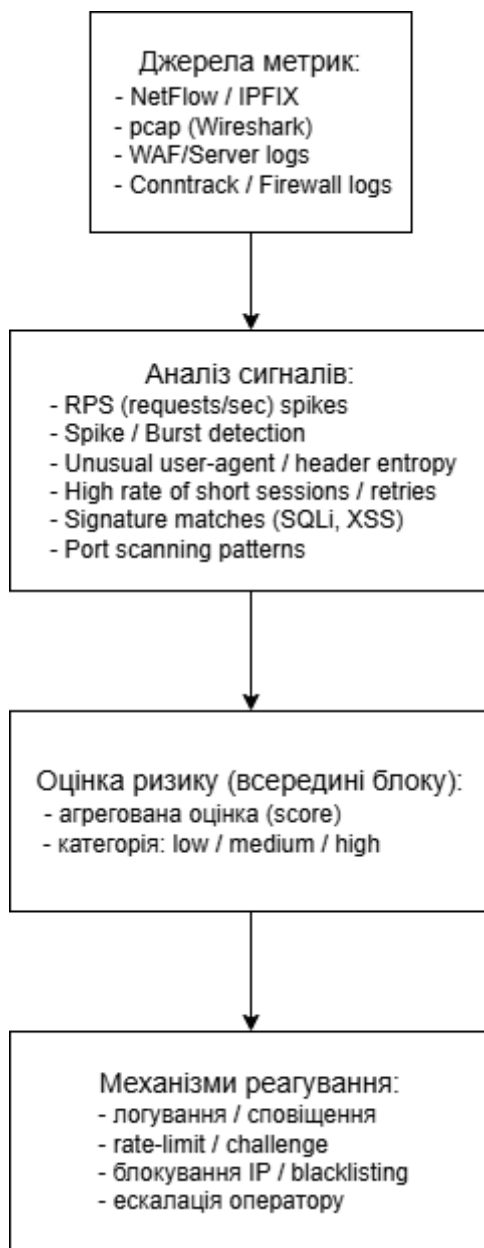 Джерела метрик:
- NetFlow / IPFIX
- pcap (Wireshark)
- WAF/Server logs
- Conntrack / Firewall logs
Аналіз сигналів:
- RPS (requests/sec) spikes
- Spike / Burst detection
- Unusual user-agent / header entropy
- High rate of short sessions / retries
- Signature matches (SQLi, XSS)
- Port scanning patterns
Оцінка ризику (всередині блоку):
- агрегована оцінка (score)
- категорія: low / medium / high
Механізми реагування:
- логування / сповіщення
- rate-limit / challenge
- блокування IP / blacklisting
- ескалація оператору